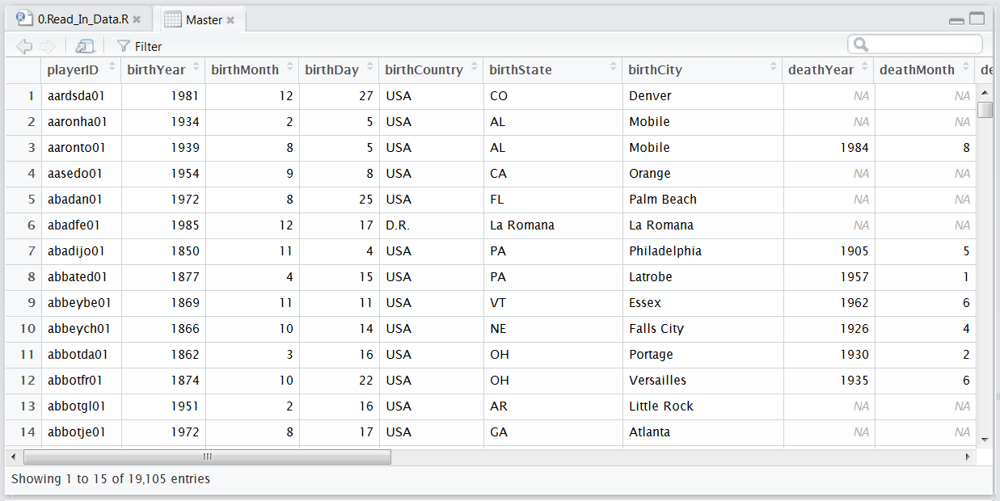 0.Read_In_Data.R Master
Filter
playerID birthYear birthMonth birthDay birthCountry birthState birthCity deathYear deathMonth de
1 aardsda01 1981 12 27 USA CO Denver NA NA
2 aaronha01 1934 2 5 USA AL Mobile NA NA
3 aaronto01 1939 8 5 USA AL Mobile 1984 8
4 aasedo01 1954 9 8 USA CA Orange NA NA
5 abadan01 1972 8 25 USA FL Palm Beach NA NA
6 abadfe01 1985 12 17 D.R. La Romana La Romana NA NA
7 abadijo01 1850 11 4 USA PA Philadelphia 1905 5
8 abbated01 1877 4 15 USA PA Latrobe 1957 1
9 abbeybe01 1869 11 11 USA VT Essex 1962 6
10 abbeych01 1866 10 14 USA NE Falls City 1926 4
11 abbotda01 1862 3 16 USA OH Portage 1930 2
12 abbotfr01 1874 10 22 USA OH Versailles 1935 6
13 abbotgl01 1951 2 16 USA AR Little Rock NA NA
14 abbotje01 1972 8 17 USA GA Atlanta NA NA
Showing 1 to 15 of 19,105 entries